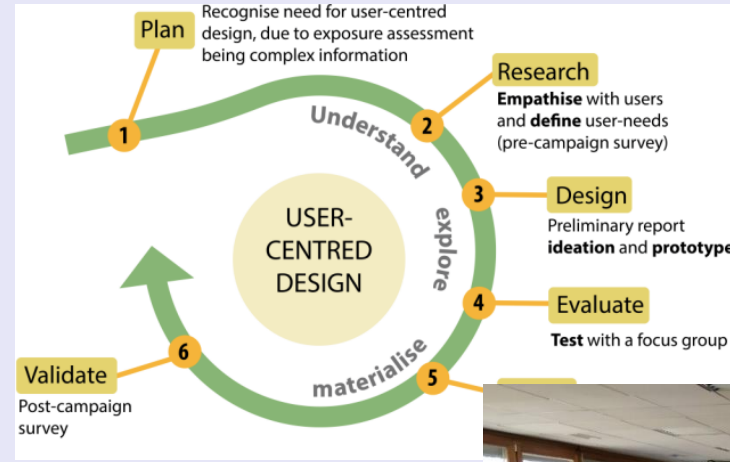 Plan
Recognise need for user-centred
design, due to exposure assessment
being complex information
1
Research
Empathise with users
and define user-needs
(pre-campaign survey)
2
Understand
USER-
CENTRED
DESIGN
3
Design
Preliminary report
ideation and prototype
explore
4
Evaluate
Test with a focus group
materialise
5
6
Validate
Post-campaign
survey